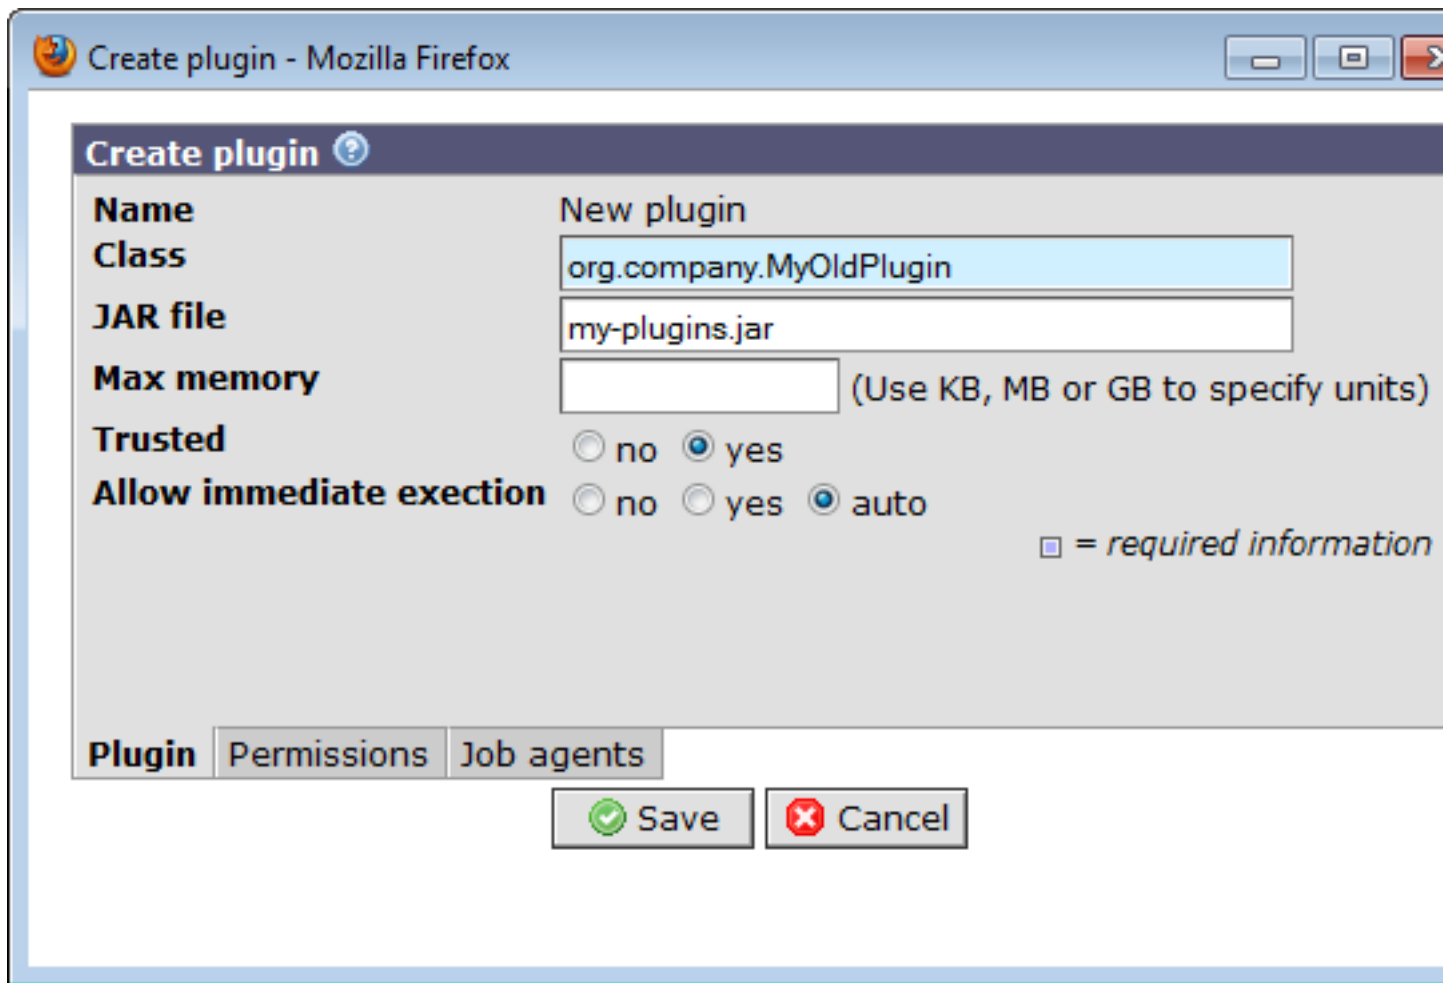 Create plugin - Mozilla Firefox
Create plugin ?
Name New plugin
Class org.company.MyOldPlugin
JAR file my-plugins.jar
Max memory (Use KB, MB or GB to specify units)
Trusted no yes
Allow immediate exection no yes auto
= required information
Plugin Permissions Job agents
Save Cancel